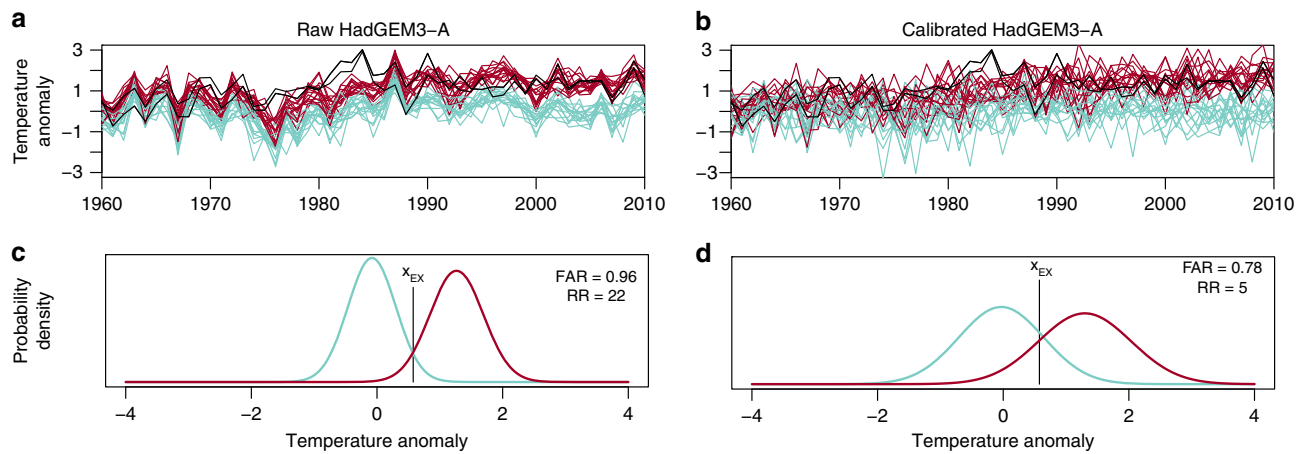 a
Raw HadGEM3–A
Temperature
anomaly
3
1
−1
−3
1960 1970 1980 1990 2000 2010
b
Calibrated HadGEM3–A
3
1
−1
−3
1960 1970 1980 1990 2000 2010
c
Probability
density
xEX
FAR = 0.96
RR = 22
−4 −2 0 2 4
Temperature anomaly
d
xEX
FAR = 0.78
RR = 5
−4 −2 0 2 4
Temperature anomaly